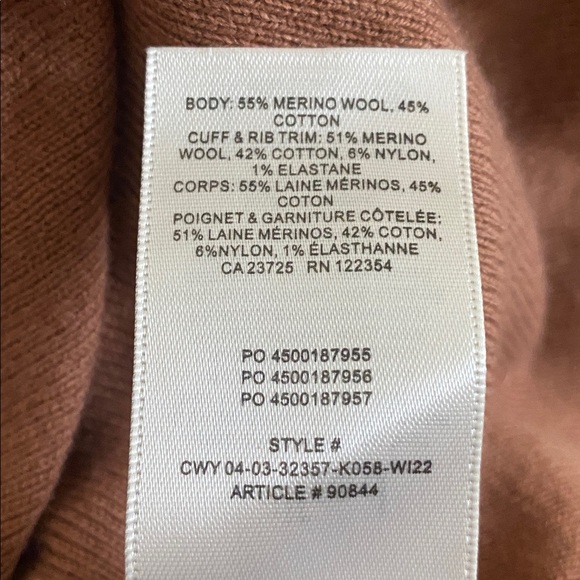 BODY: 55% MERINO WOOL, 45%
COTTON
CUFF & RIB TRIM: 51% MERINO
WOOL, 42% COTTON, 6% NYLON,
1% ELASTANE
CORPS: 55% LAINE MÉRINOS, 45%
COTON
POIGNET & GARNITURE CÔTELÉE:
51% LAINE MÉRINOS, 42% COTON,
6%NYLON, 1% ÉLASTHANNE
CA 23725 RN 122354
PO 4500187955
PO 4500187956
PO 4500187957
STYLE #
CWY 04-03-32357-K058-WI22
ARTICLE # 90844